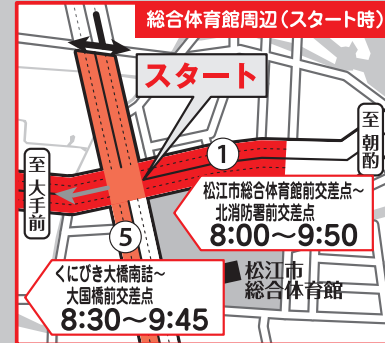 総合体育館周辺（スタート時）
スタート
至朝酌
①
至大手前
松江市総合体育館前交差点～
北消防署前交差点
8:00～9:50
⑤
くにびき大橋南詰～
大国橋前交差点
8:30～9:45
松江市
総合体育館